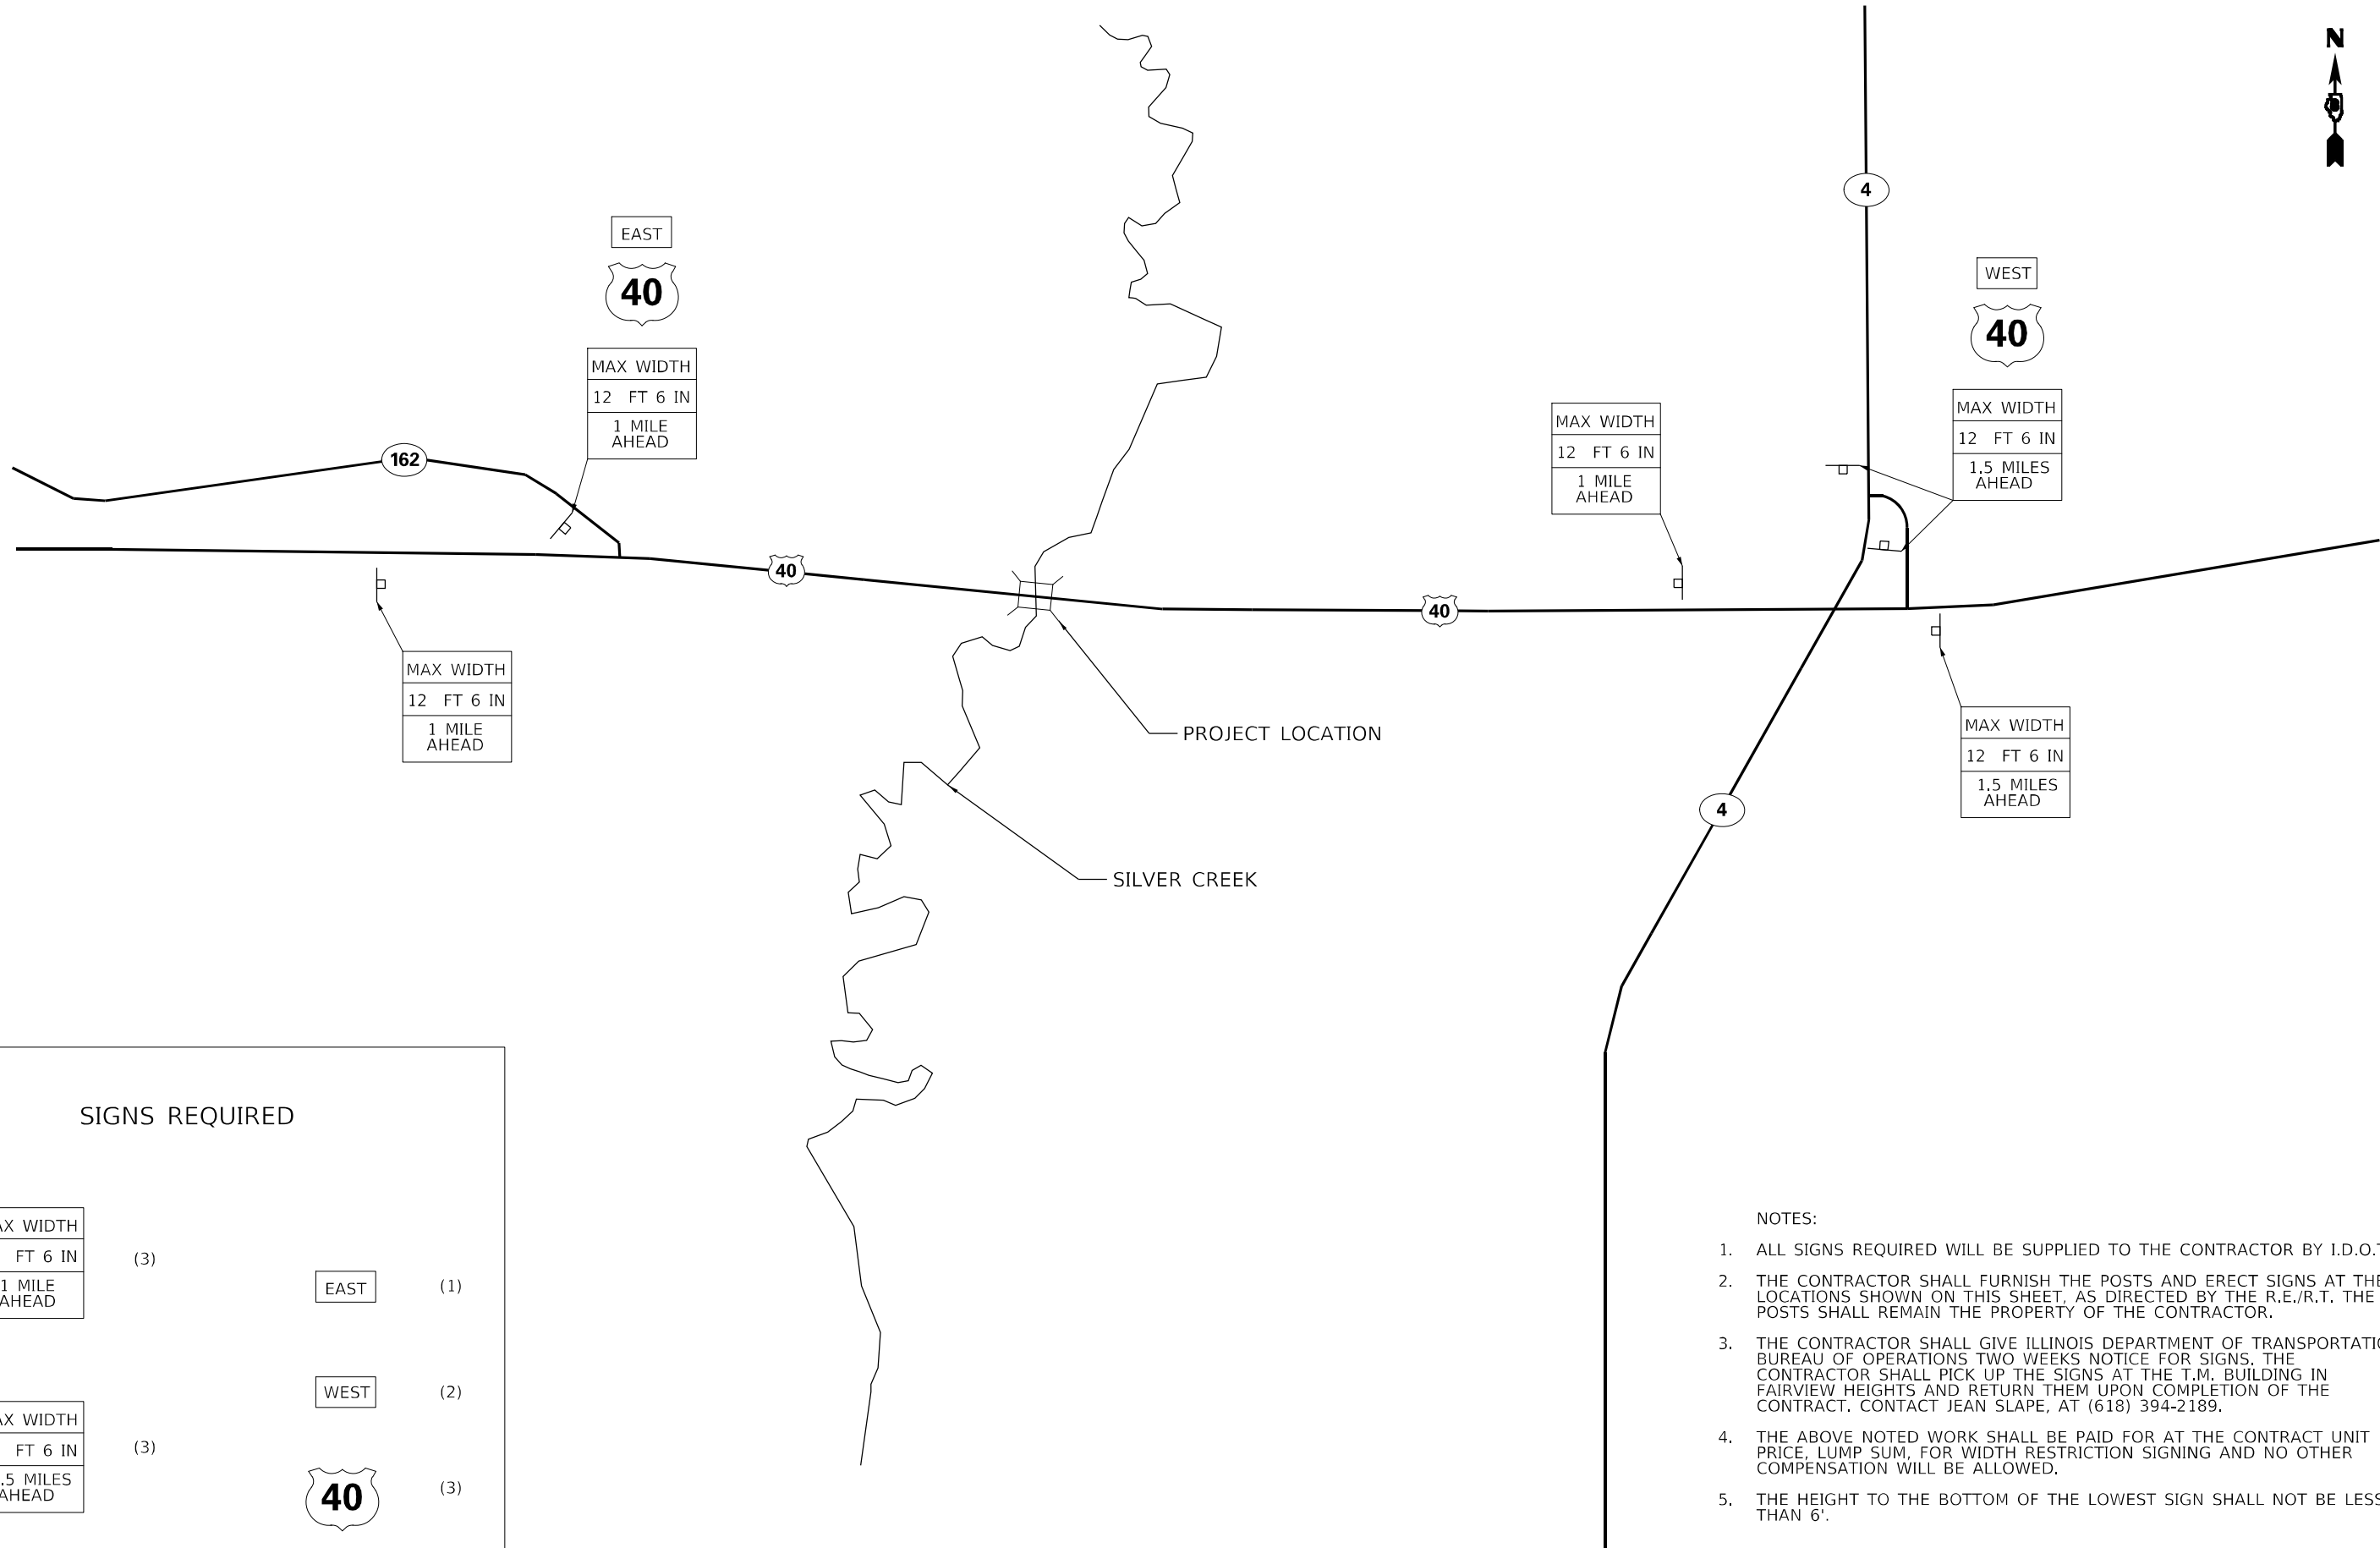 N
4
EAST
40
MAX WIDTH
12 FT 6 IN
1 MILE
AHEAD
WEST
40
MAX WIDTH
12 FT 6 IN
1.5 MILES
AHEAD
MAX WIDTH
12 FT 6 IN
1 MILE
AHEAD
162
40
40
MAX WIDTH
12 FT 6 IN
1 MILE
AHEAD
PROJECT LOCATION
MAX WIDTH
12 FT 6 IN
1.5 MILES
AHEAD
4
SILVER CREEK
SIGNS REQUIRED
WIDTH
FT 6 IN
1 MILE
AHEAD
(3)
EAST
(1)
WEST
(2)
WIDTH
FT 6 IN
.5 MILES
AHEAD
(3)
40
(3)
NOTES:
1. ALL SIGNS REQUIRED WILL BE SUPPLIED TO THE CONTRACTOR BY I.D.O.T
2. THE CONTRACTOR SHALL FURNISH THE POSTS AND ERECT SIGNS AT THE
LOCATIONS SHOWN ON THIS SHEET, AS DIRECTED BY THE R.E./R.T. THE
POSTS SHALL REMAIN THE PROPERTY OF THE CONTRACTOR.
3. THE CONTRACTOR SHALL GIVE ILLINOIS DEPARTMENT OF
BUREAU OF OPERATIONS TWO WEEKS NOTICE FOR SIGNS. THE
CONTRACTOR SHALL PICK UP THE SIGNS AT THE T.M. BUILDING IN
FAIRVIEW HEIGHTS AND RETURN THEM UPON COMPLETION OF THE
CONTRACT. CONTACT JEAN SLAPE, AT (618) 394-2189.
4. THE ABOVE NOTED WORK SHALL BE PAID FOR AT THE CONTRACT UNIT
PRICE, LUMP SUM, FOR WIDTH RESTRICTION SIGNING AND NO OTHER
COMPENSATION WILL BE ALLOWED.
5. THE HEIGHT TO THE BOTTOM OF THE LOWEST SIGN SHALL NOT BE LESS
THAN 6'.